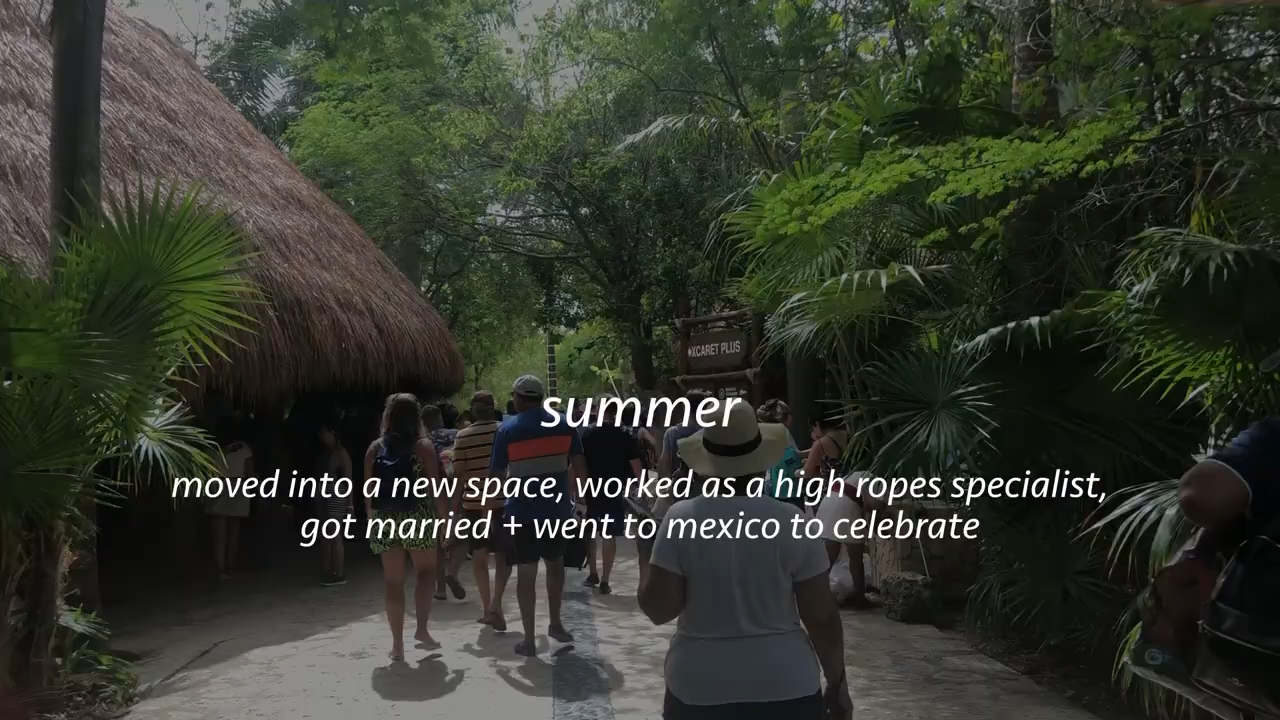 XCARET PLUS
summer
moved into a new space, worked as a high ropes specialist,
got married + went to mexico to celebrate